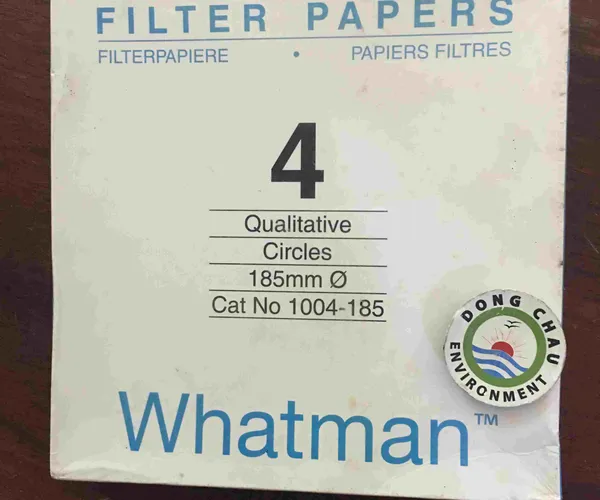 FILTER PAPERS
FILTERPAPIERE • PAPIERS FILTRES
4
Qualitative
Circles
185mm Ø
Cat No 1004-185
DONG CHAU
ENVIRONMENT
Whatman™